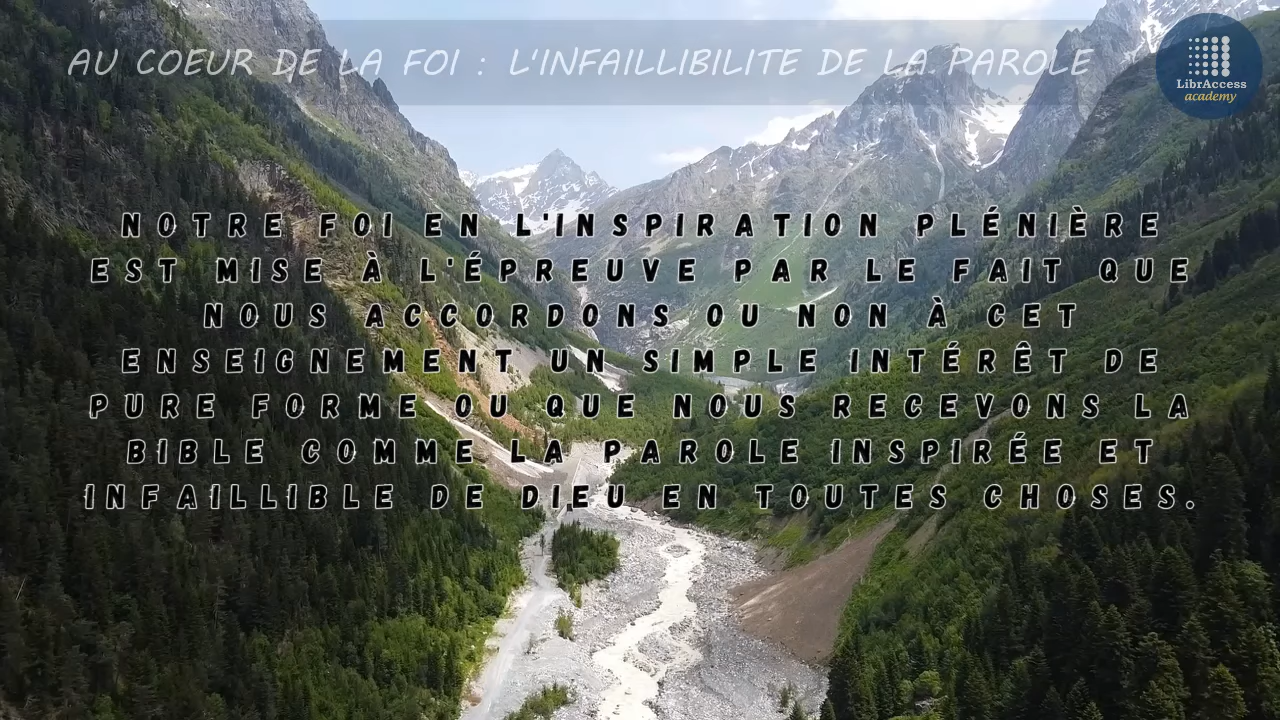 AU COEUR DE LA FOI : L'INFAILLIBILITE DE LA PAROLE
LibrAccess
academy
NOTRE FOI EN L'INSPIRATION PLÉNIÈRE
EST MISE À L'ÉPREUVE PAR LE FAIT QUE
NOUS ACCORDONS OU NON À CET
ENSEIGNEMENT UN SIMPLE INTÉRÊT DE
PURE FORME OU QUE NOUS RECEVONS LA
BIBLE COMME LA PAROLE INSPIRÉE ET
INFAILLIBLE DE DIEU EN TOUTES CHOSES.